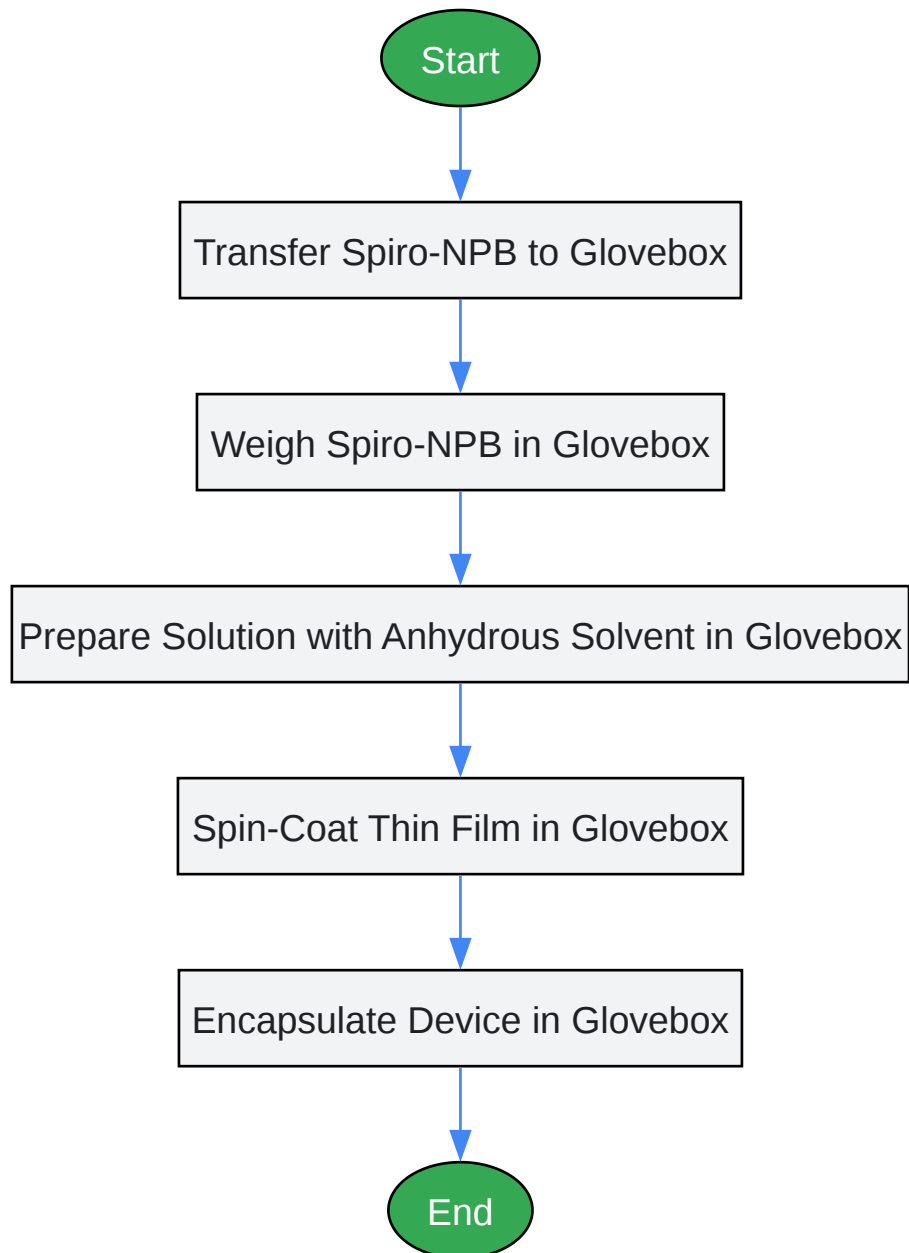 Start
Transfer Spiro-NPB to Glovebox
Weigh Spiro-NPB in Glovebox
Prepare Solution with Anhydrous Solvent in Glovebox
Spin-Coat Thin Film in Glovebox
Encapsulate Device in Glovebox
End